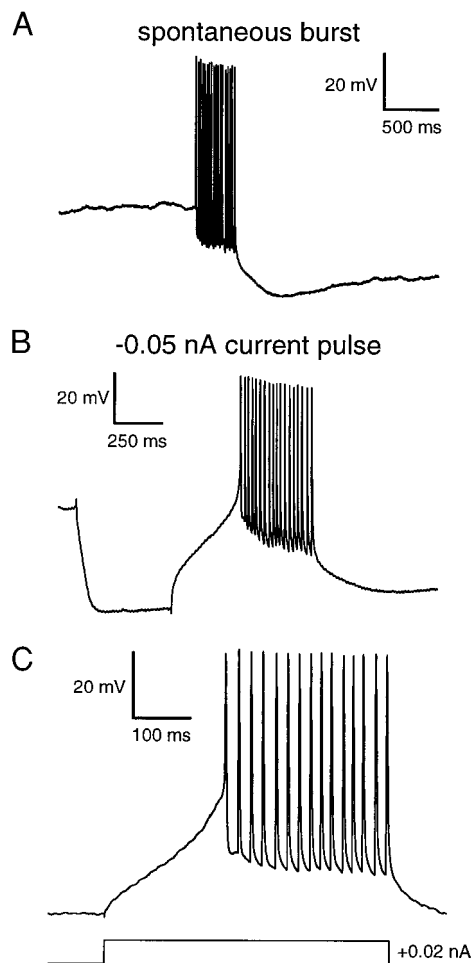 A
spontaneous burst
20 mV
500 ms
B
-0.05 nA current pulse
20 mV
250 ms
C
20 mV
100 ms
+0.02 nA